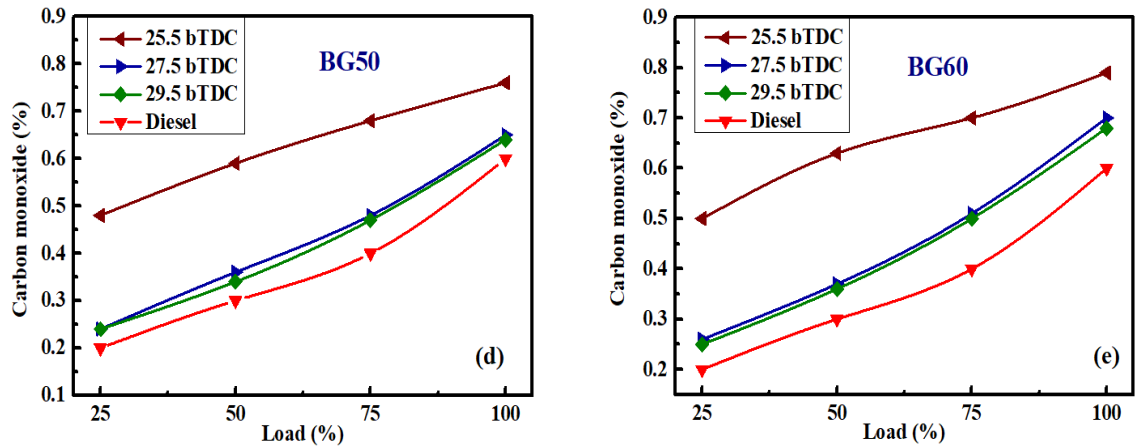 0.9
0.8
0.7
0.6
0.5
0.4
0.3
0.2
0.1
Carbon monoxide (%)
25.5 bTDC
27.5 bTDC
29.5 bTDC
Diesel
BG50
(d)
25
50
75
100
Load (%)
0.9
0.8
0.7
0.6
0.5
0.4
0.3
0.2
Carbon monoxide (%)
25.5 bTDC
27.5 bTDC
29.5 bTDC
Diesel
BG60
(e)
25
50
75
100
Load (%)